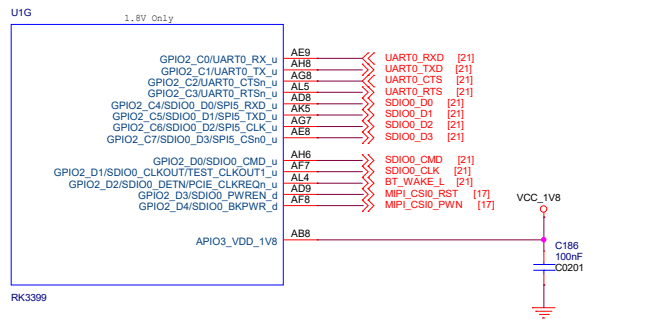 U1G
1.8V Only
GPIO2_C0/UART0_RX_u AE9 UART0_RXD [21]
GPIO2_C1/UART0_TX_u AH8 UART0_TXD [21]
GPIO2_C2/UART0_CTSn_u AG8 UART0_CTS [21]
GPIO2_C3/UART0_RTSn_u AL5 UART0_RTS [21]
GPIO2_C4/SDIO0_D0/SPI5_RXD_u AD8 SDIO0_D0 [21]
GPIO2_C5/SDIO0_D1/SPI5_TXD_u AK5 SDIO0_D1 [21]
GPIO2_C6/SDIO0_D2/SPI5_CLK_u AG7 SDIO0_D2 [21]
GPIO2_C7/SDIO0_D3/SPI5_CSn0_u AE8 SDIO0_D3 [21]
GPIO2_D0/SDIO0_CMD_u AH6 SDIO0_CMD [21]
GPIO2_D1/SDIO0_CLKOUT/TEST_CLKOUT1_u AF7 SDIO0_CLK [21]
GPIO2_D2/SDIO0_DETN/PCIE_CLKREQn_u AL4 BT_WAKE_L [21]
GPIO2_D3/SDIO0_PWREN_d AD9 MIPI_CSI0_RST [17]
GPIO2_D4/SDIO0_BKPWR_d AF8 MIPI_CSI0_PWN [17]
VCC_1V8
APIO3_VDD_1V8 AB8
C186
100nF
C0201
RK3399